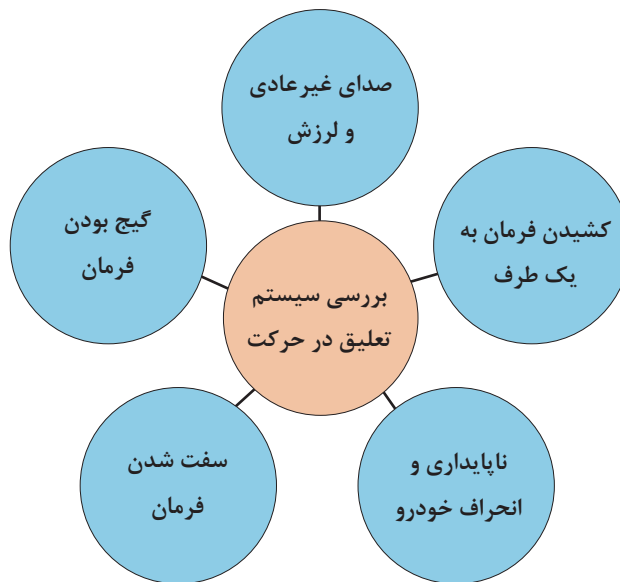 صدای غیرعادی
و لرزش
کشیدن فرمان به
یک طرف
گیج بودن
فرمان
بررسی سیستم
تعلیق در حرکت
ناپایداری و
انحراف خودرو
سفت شدن
فرمان